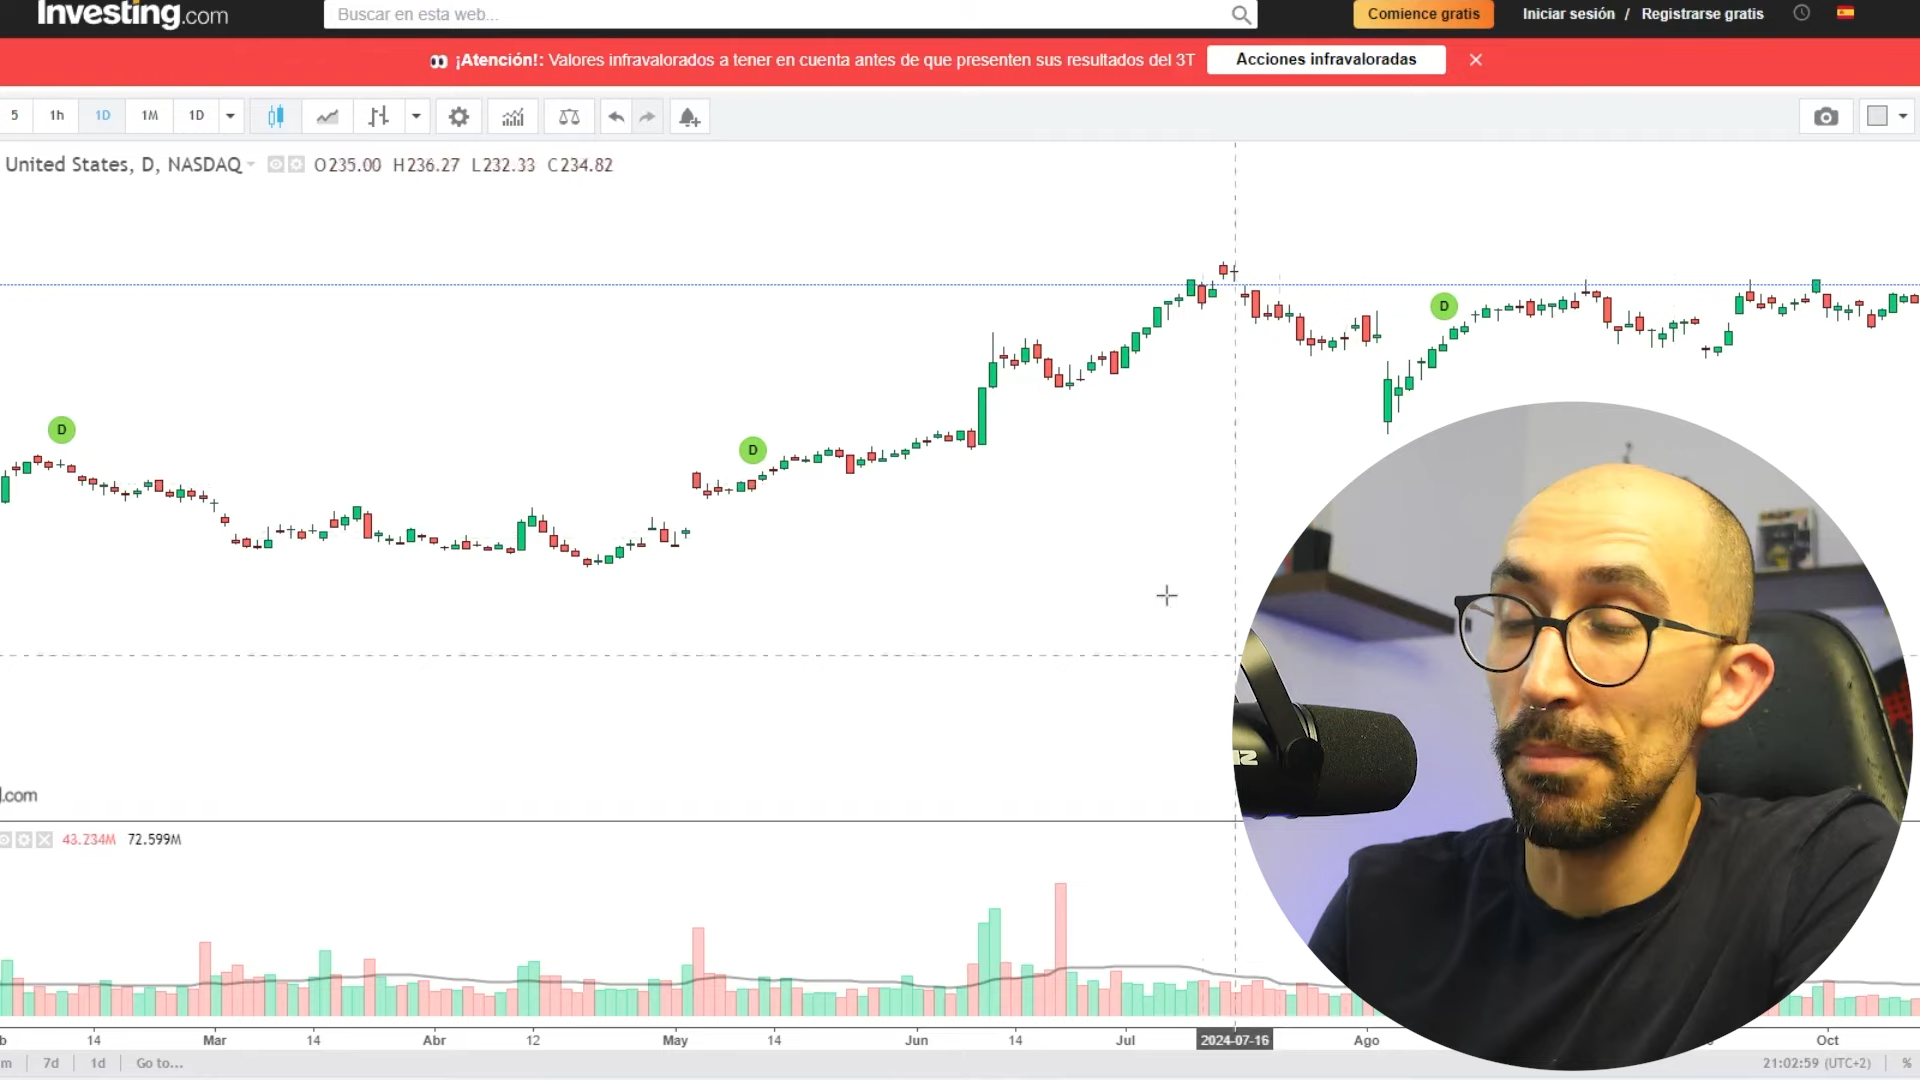 Investing.com
Buscar en esta web...
Comience gratis
Iniciar sesión / Registrarse gratis
¡Atención!: Valores infravalorados a tener en cuenta antes de que presenten sus resultados del 3T
Acciones infravaloradas
5 1h 1D 1M 1D
United States, D, NASDAQ O235.00 H236.27 L232.33 C234.82
D
D
D
.com
43.234M 72.599M
14 Mar 14 Abr 12 May 14 Jun 14 Jul 2024-07-16 Ago Oct
m 7d 1d Go to...
21:02:59 (UTC+2) %